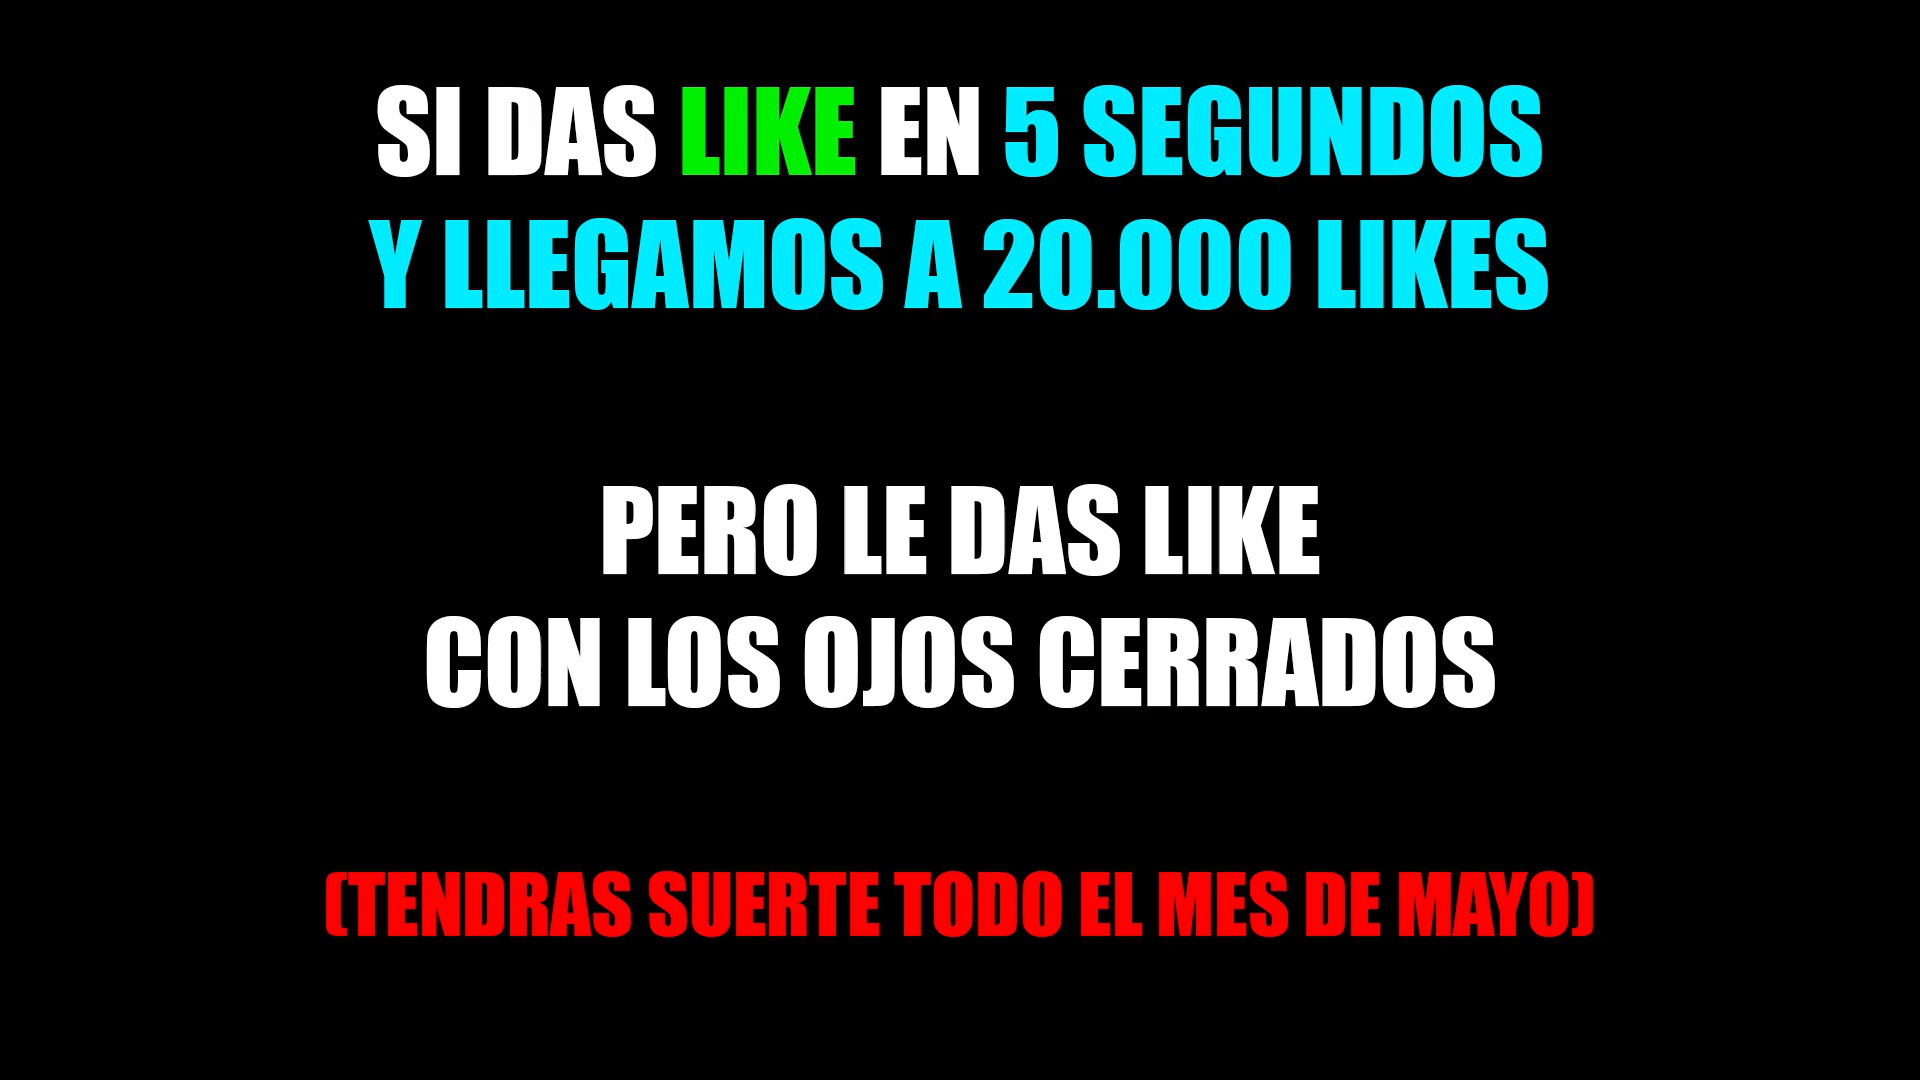 SI DAS LIKE EN 5 SEGUNDOS
Y LLEGAMOS A 20.000 LIKES
PERO LE DAS LIKE
CON LOS OJOS CERRADOS
(TENDRAS SUERTE TODO EL MES DE MAYO)